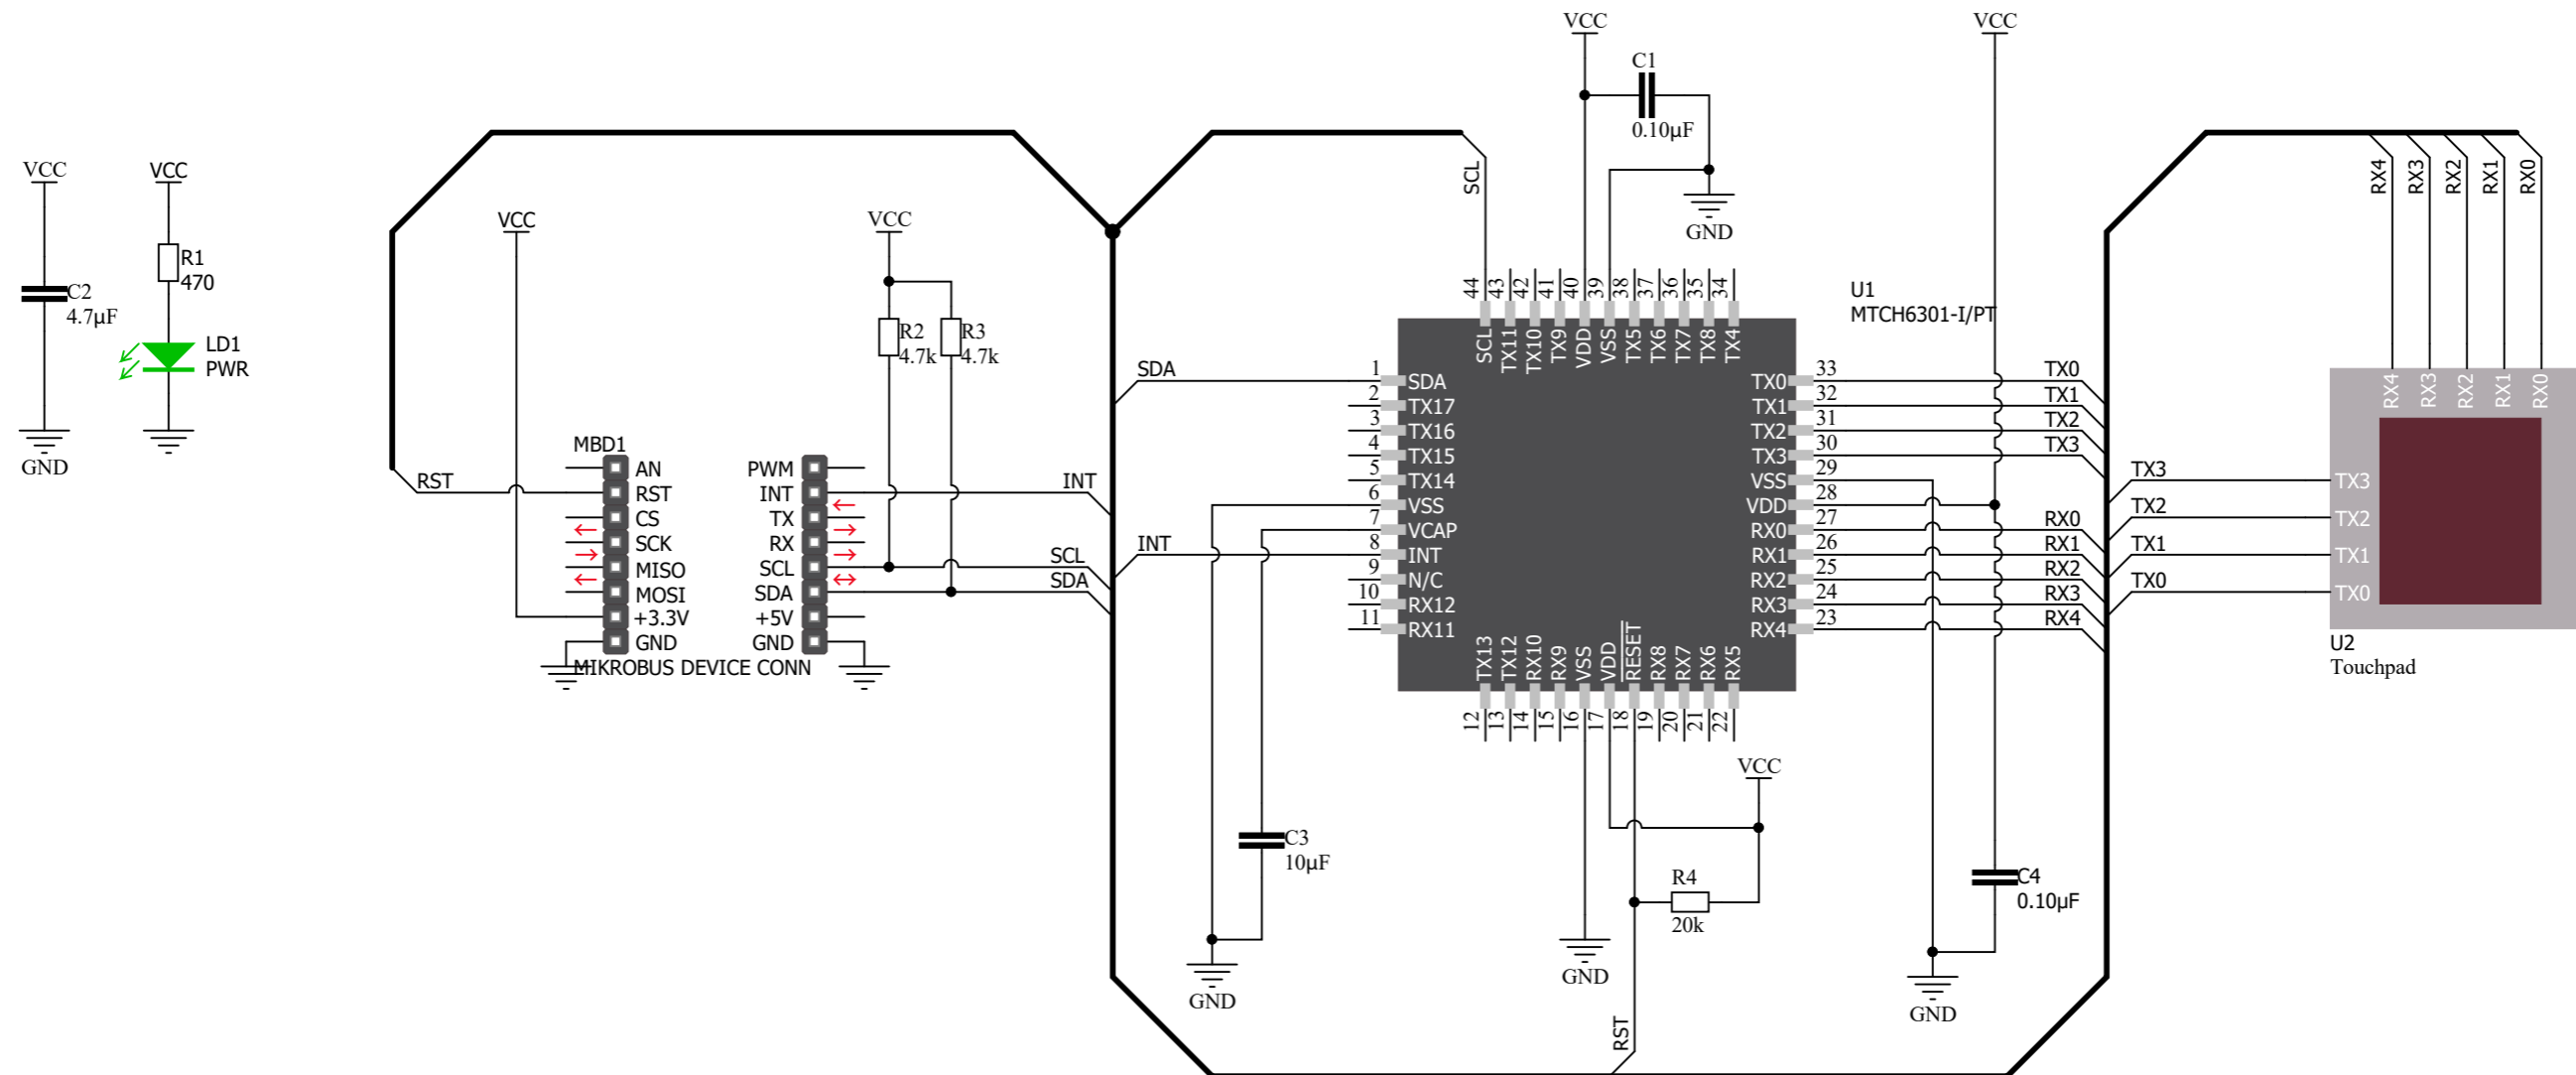 VCC
C2
4.7µF
GND
VCC
R1
470
LD1
PWR
VCC
RST
MBD1
AN
RST
CS
SCK
MISO
MOSI
+3.3V
GND
PWM
INT
TX
RX
SCL
SDA
+5V
GND
MIKROBUS DEVICE CONN
VCC
R2
4.7k
R3
4.7k
INT
SCL
SDA
SDA
INT
SCL
VCC
C1
0.10µF
GND
U1
MTCH6301-I/PT
44 43 42 41 40 39 38 37 36 35 34
SCL TX11 TX10 TX9 VDD VSS TX5 TX6 TX7 TX8 TX4
1 SDA
2 TX17
3 TX16
4 TX15
5 TX14
6 VSS
7 VCAP
8 INT
9 N/C
10 RX12
11 RX11
TX13 TX12 RX10 RX9 VSS VDD RESET RX8 RX7 RX6 RX5
12 13 14 15 16 17 18 19 20 21 22
TX0 33 TX0
TX1 32 TX1
TX2 31 TX2
TX3 30 TX3
VSS 29
VDD 28
RX0 27 RX0
RX1 26 RX1
RX2 25 RX2
RX3 24 RX3
RX4 23 RX4
C3
10µF
GND
GND
VCC
R4
20k
RST
VCC
C4
0.10µF
GND
RX4 RX3 RX2 RX1 RX0
RX4 RX3 RX2 RX1 RX0
TX3 TX3
TX2 TX2
TX1 TX1
TX0 TX0
U2
Touchpad